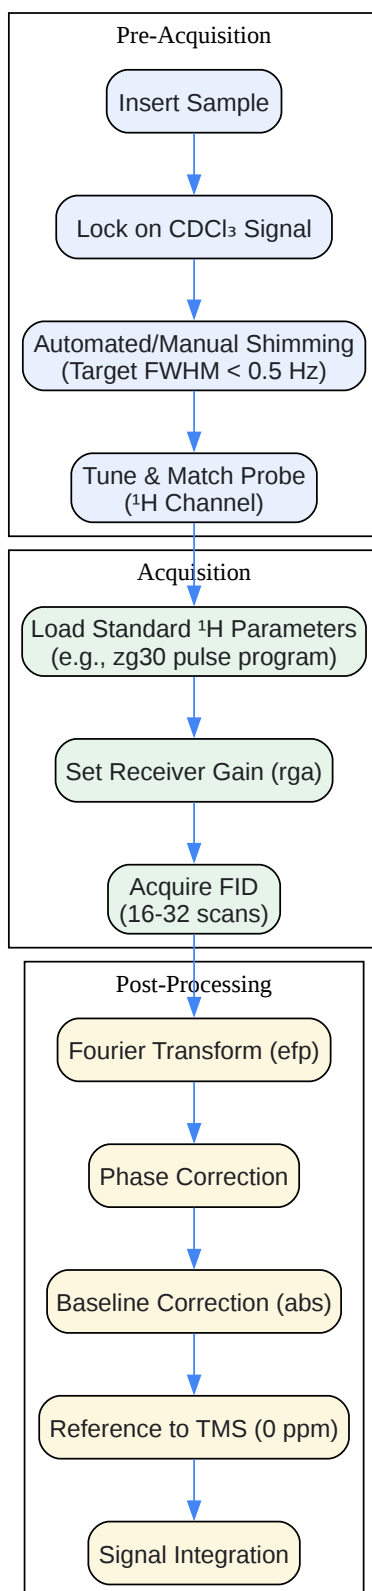 Pre-Acquisition
Insert Sample
Lock on CDCl₃ Signal
Automated/Manual Shimming
(Target FWHM < 0.5 Hz)
Tune & Match Probe
(¹H Channel)
Acquisition
Load Standard ¹H Parameters
(e.g., zg30 pulse program)
Set Receiver Gain (rga)
Acquire FID
(16-32 scans)
Post-Processing
Fourier Transform (efp)
Phase Correction
Baseline Correction (abs)
Reference to TMS (0 ppm)
Signal Integration